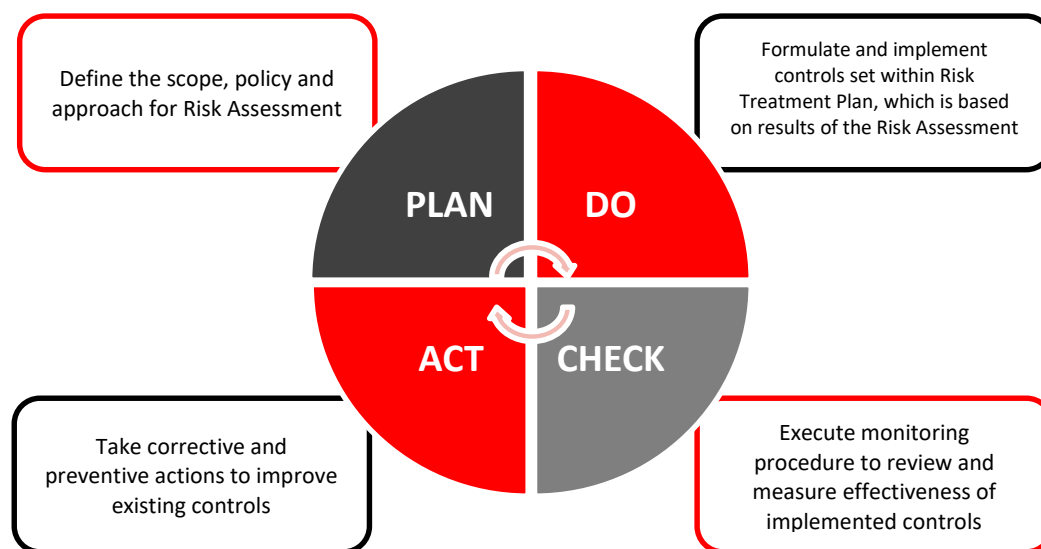 Define the scope, policy and
approach for Risk Assessment
Formulate and implement
controls set within Risk
Treatment Plan, which is based
on results of the Risk Assessment
PLAN
DO
ACT
CHECK
Take corrective and
preventive actions to improve
existing controls
Execute monitoring
procedure to review and
measure effectiveness of
implemented controls